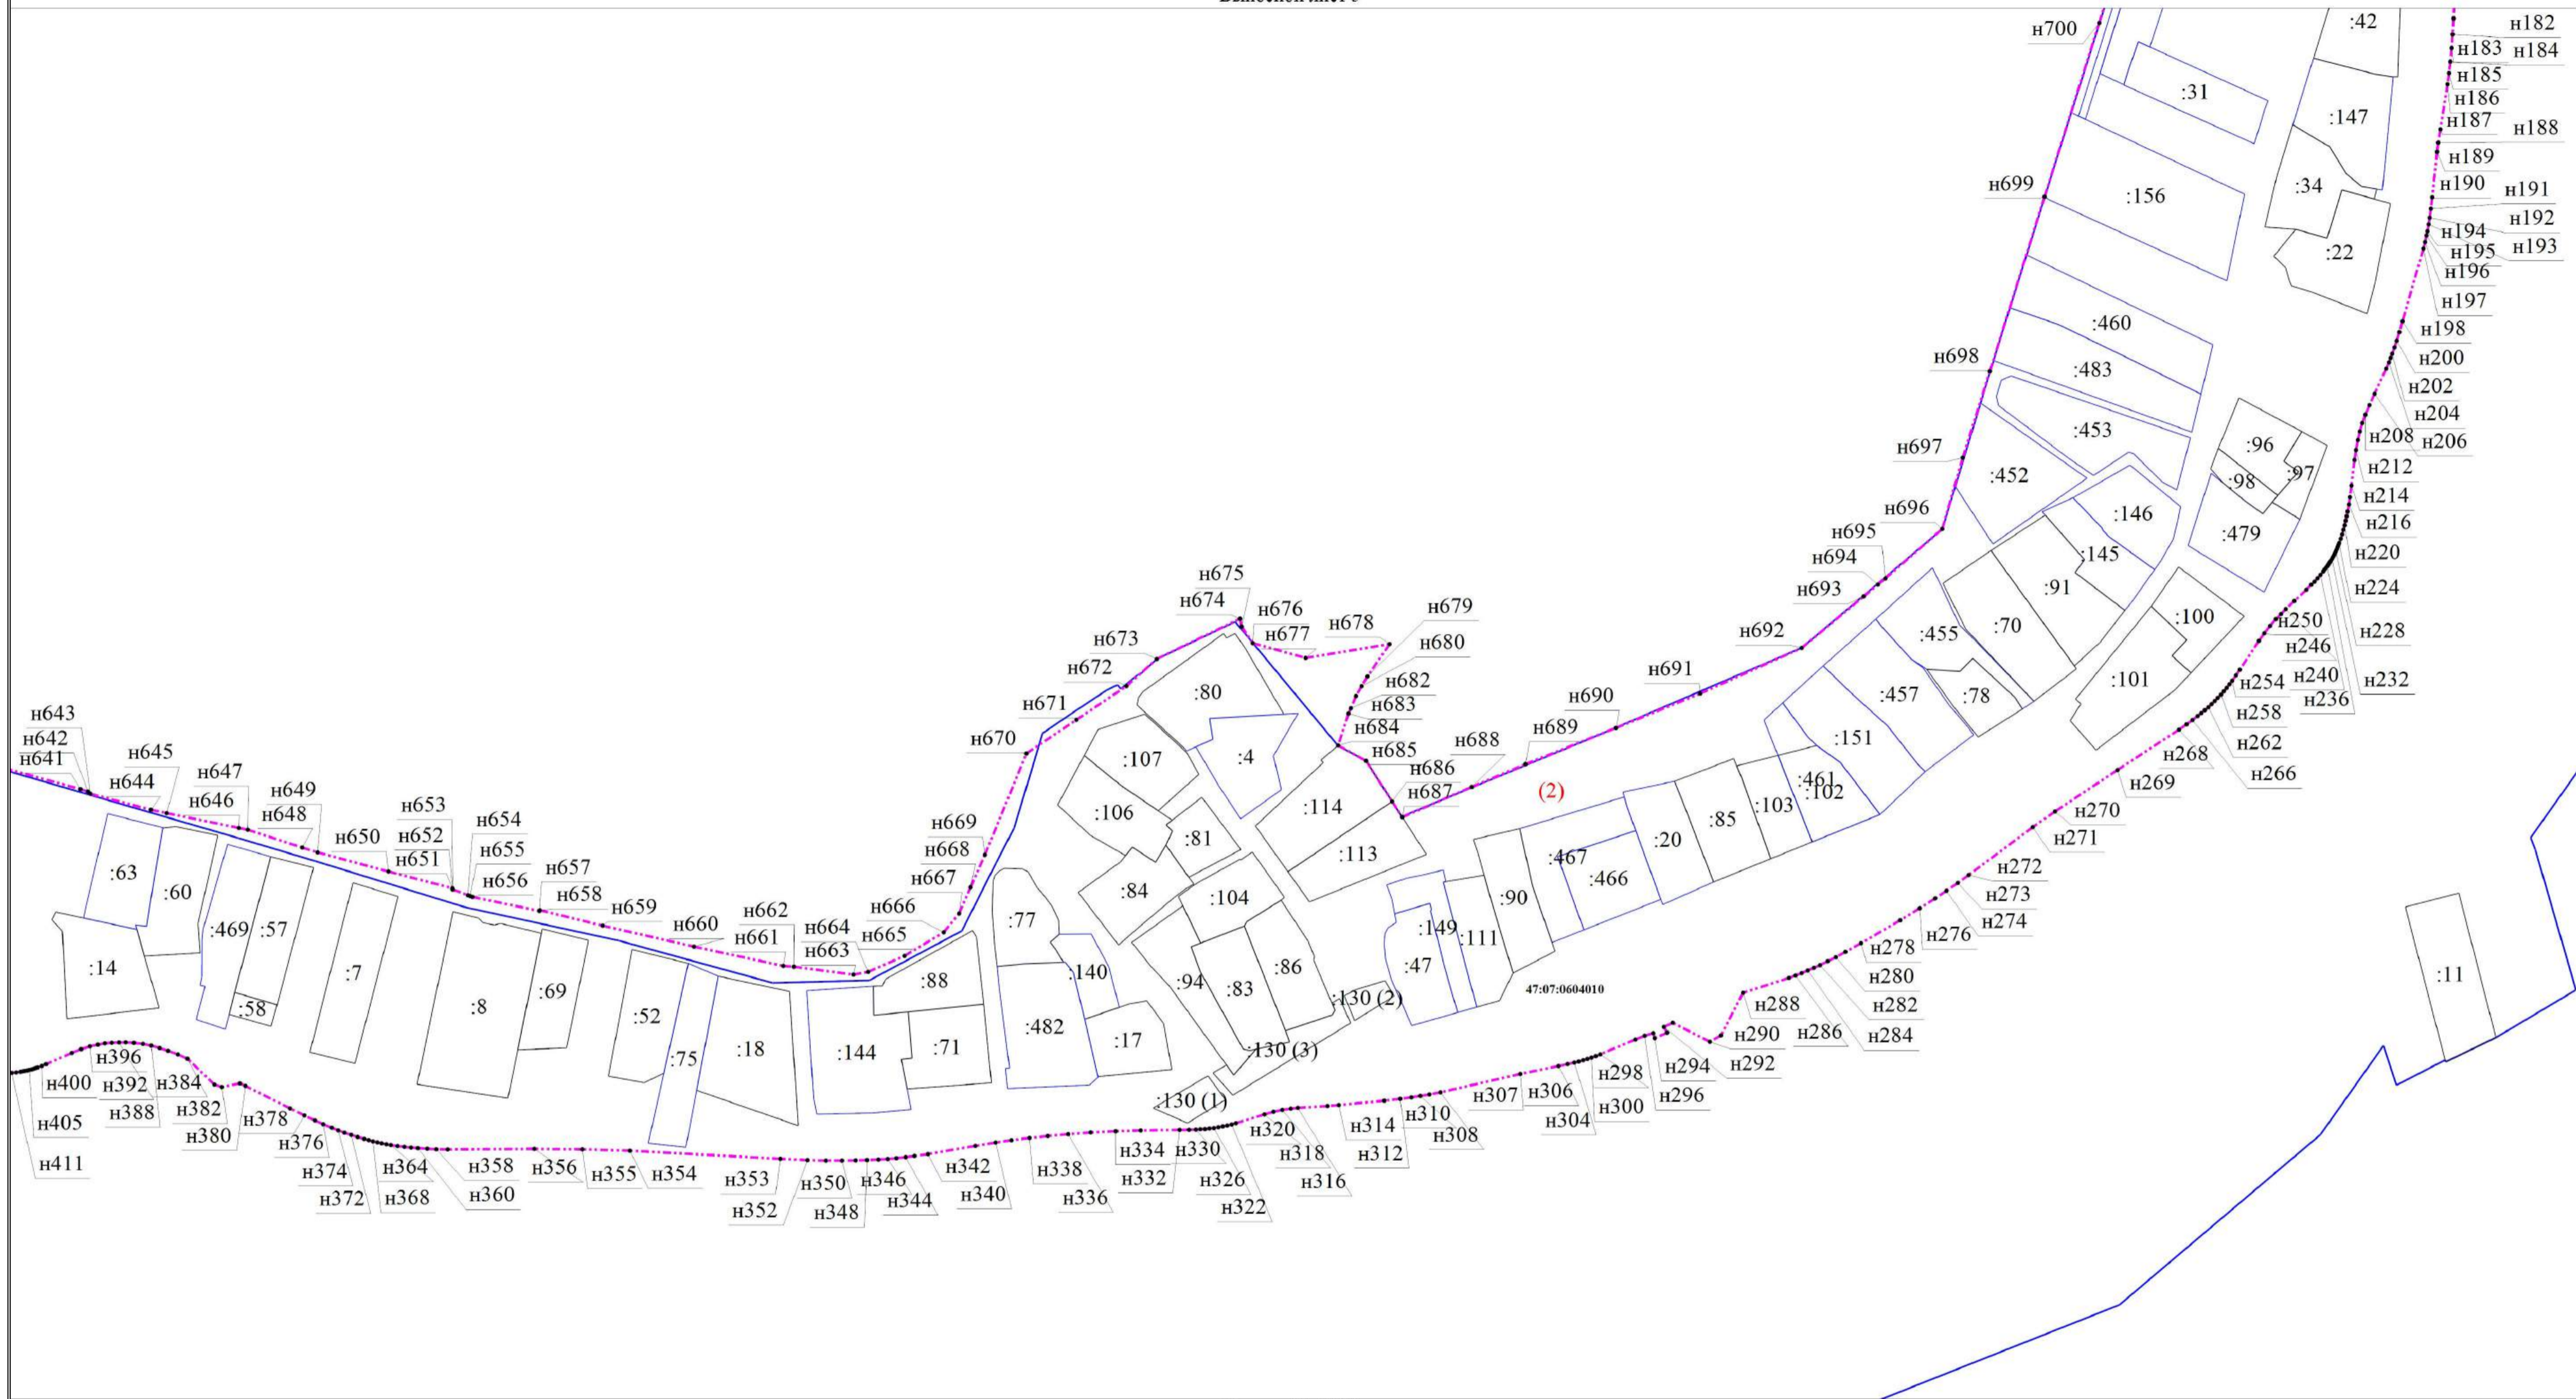 н700
:42
н182
н183 н184
н185
н186
н187 н188
н189
н190 н191
н192
н194
н193
н195
н196
н197
н198
н200
н202
н204
н206
н208
н212
н214
н216
н220
н224
н228
н232
н236
н240
н246
н250
н254
н258
н262
н266
н268
н269
н270
н271
н272
н273
н274
н276
н278
н280
н282
н284
н286
н288
н290
н292
н294
н296
н298
н300
н304
н306
н307
н308
н310
н312
н314
н316
н318
н320
н322
н326
н330
н332
н334
н336
н338
н340
н342
н344
н346
н348
н350
н352
н353
н354
н355
н356
н358
н360
н364
н368
н372
н374
н376
н378
н380
н382
н384
н388
н392
н396
н400
н405
н411
н641
н642
н643
н644
н645
н646
н647
н648
н649
н650
н651
н652
н653
н654
н655
н656
н657
н658
н659
н660
н661
н662
н663
н664
н665
н666
н667
н668
н669
н670
н671
н672
н673
н674
н675
н676
н677
н678
н679
н680
н682
н683
н684
н685
н686
н687
н688
н689
н690
н691
н692
н693
н694
н695
н696
н697
н698
н699
:31
:147
:34
:22
:156
:460
:483
:453
:452
:96
:97
:98
:479
:146
:145
:91
:70
:455
:78
:457
:151
:461
:102
:103
:85
:20
:467
:466
:90
:111
:149
:47
:100
:101
(2)
47:07:0604010
:11
:80
:4
:107
:106
:81
:84
:114
:113
:104
:94
:83
:86
:130 (2)
:130 (3)
:130 (1)
:77
:140
:482
:17
:88
:71
:144
:18
:75
:52
:69
:8
:7
:57
:58
:469
:60
:63
:14